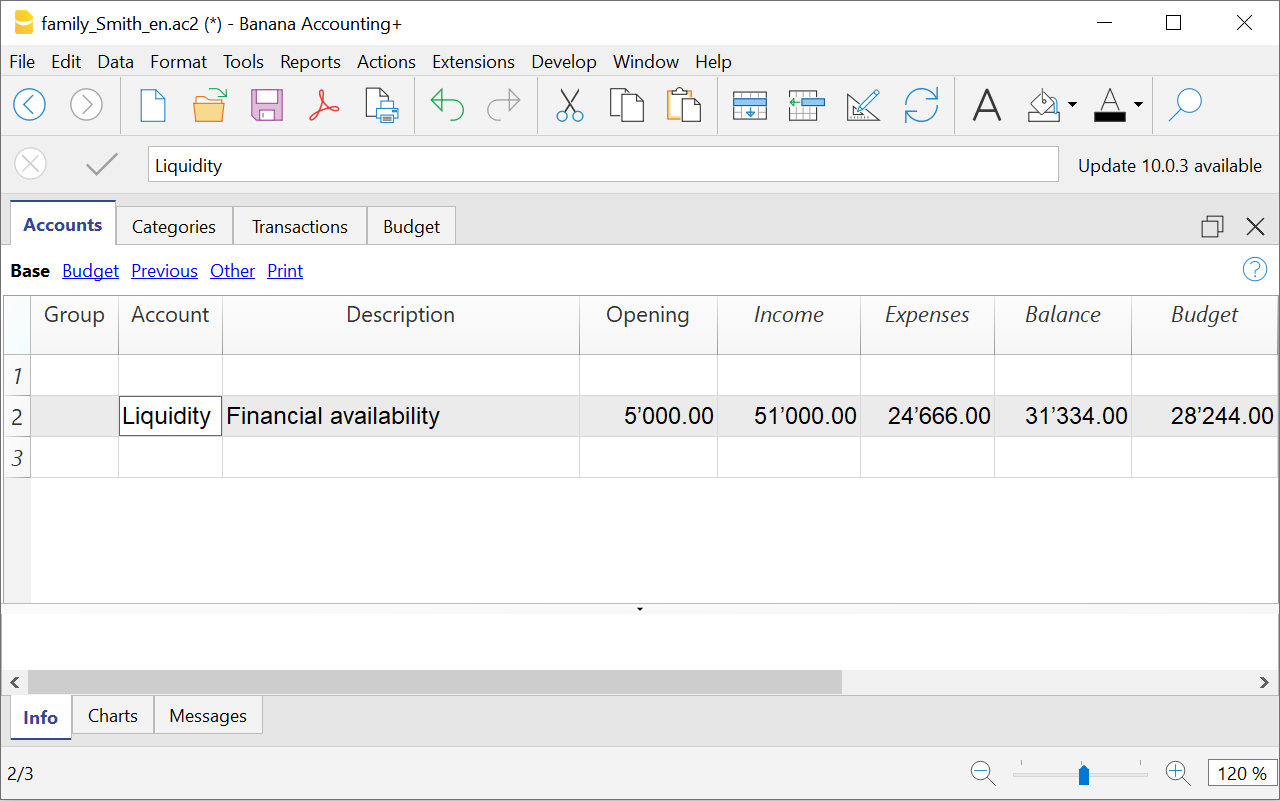 family_Smith_en.ac2 (*) - Banana Accounting+
File Edit Data Format Tools Reports Actions Extensions Develop Window Help
A A
Liquidity Update 10.0.3 available
Accounts Categories Transactions Budget
Base Budget Previous Other Print ?
Group Account Description Opening Income Expenses Balance Budget
1
2 Liquidity Financial availability 5’000.00 51’000.00 24’666.00 31’334.00 28’244.00
3
Info Charts Messages
2/3 120 %